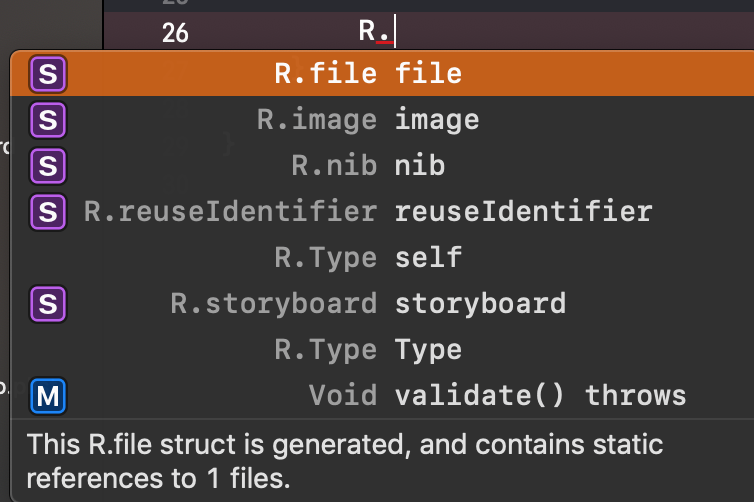 26 R.
S R.file file
S R.image image
S R.nib nib
S R.reuseIdentifier reuseIdentifier
R.Type self
S R.storyboard storyboard
R.Type Type
M Void validate() throws
This R.file struct is generated, and contains static
references to 1 files.